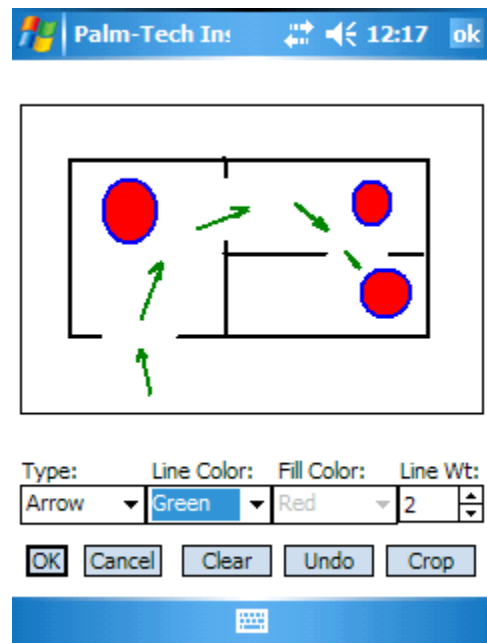 Palm-Tech Ins 12:17 ok
Type: Line Color: Fill Color: Line Wt:
Arrow Green Red 2
OK Cancel Clear Undo Crop